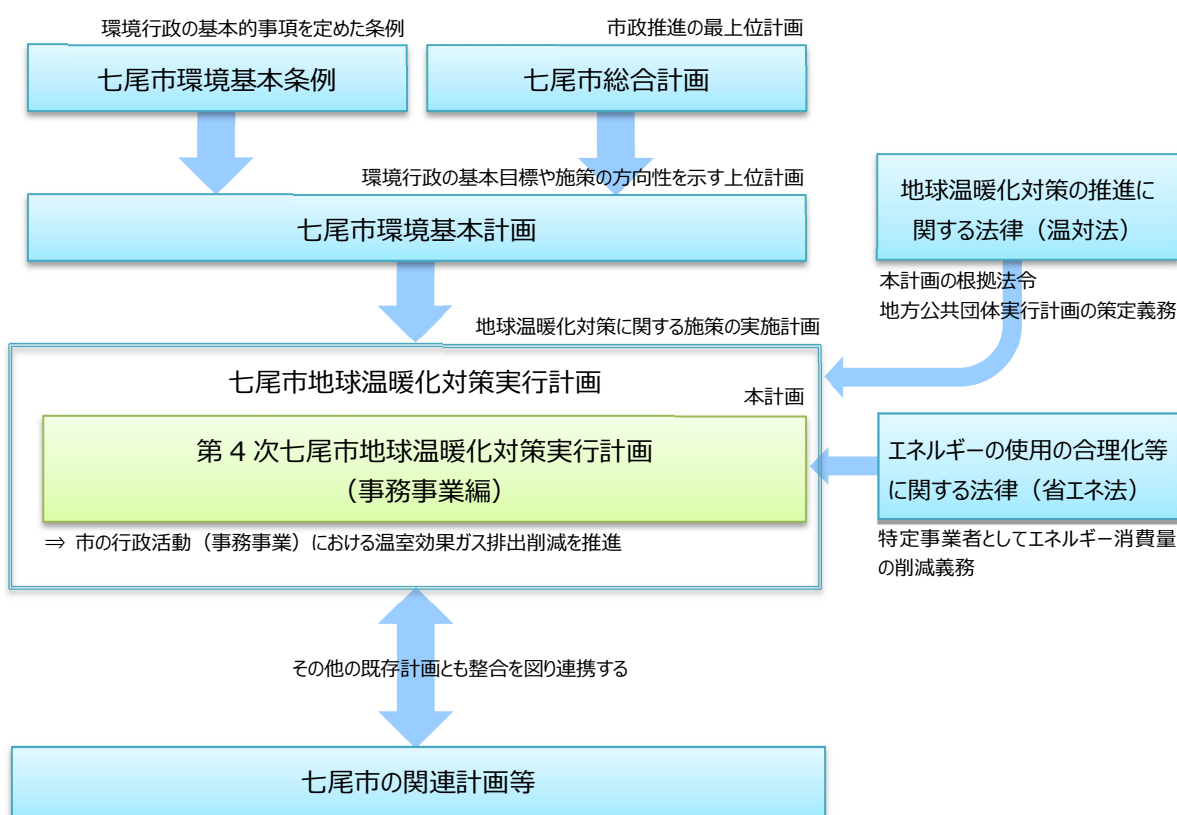 環境行政の基本的事項を定めた条例
市政推進の最上位計画
七尾市環境基本条例
七尾市総合計画
環境行政の基本目標や施策の方向性を示す上位計画
七尾市環境基本計画
地球温暖化対策の推進に
関する法律（温対法）
本計画の根拠法令
地方公共団体実行計画の策定義務
地球温暖化対策に関する施策の実施計画
七尾市地球温暖化対策実行計画
本計画
第４次七尾市地球温暖化対策実行計画
（事務事業編）
⇒ 市の行政活動（事務事業）における温室効果ガス排出削減を推進
エネルギーの使用の合理化等
に関する法律（省エネ法）
特定事業者としてエネルギー消費量
の削減義務
その他の既存計画とも整合を図り連携する
七尾市の関連計画等